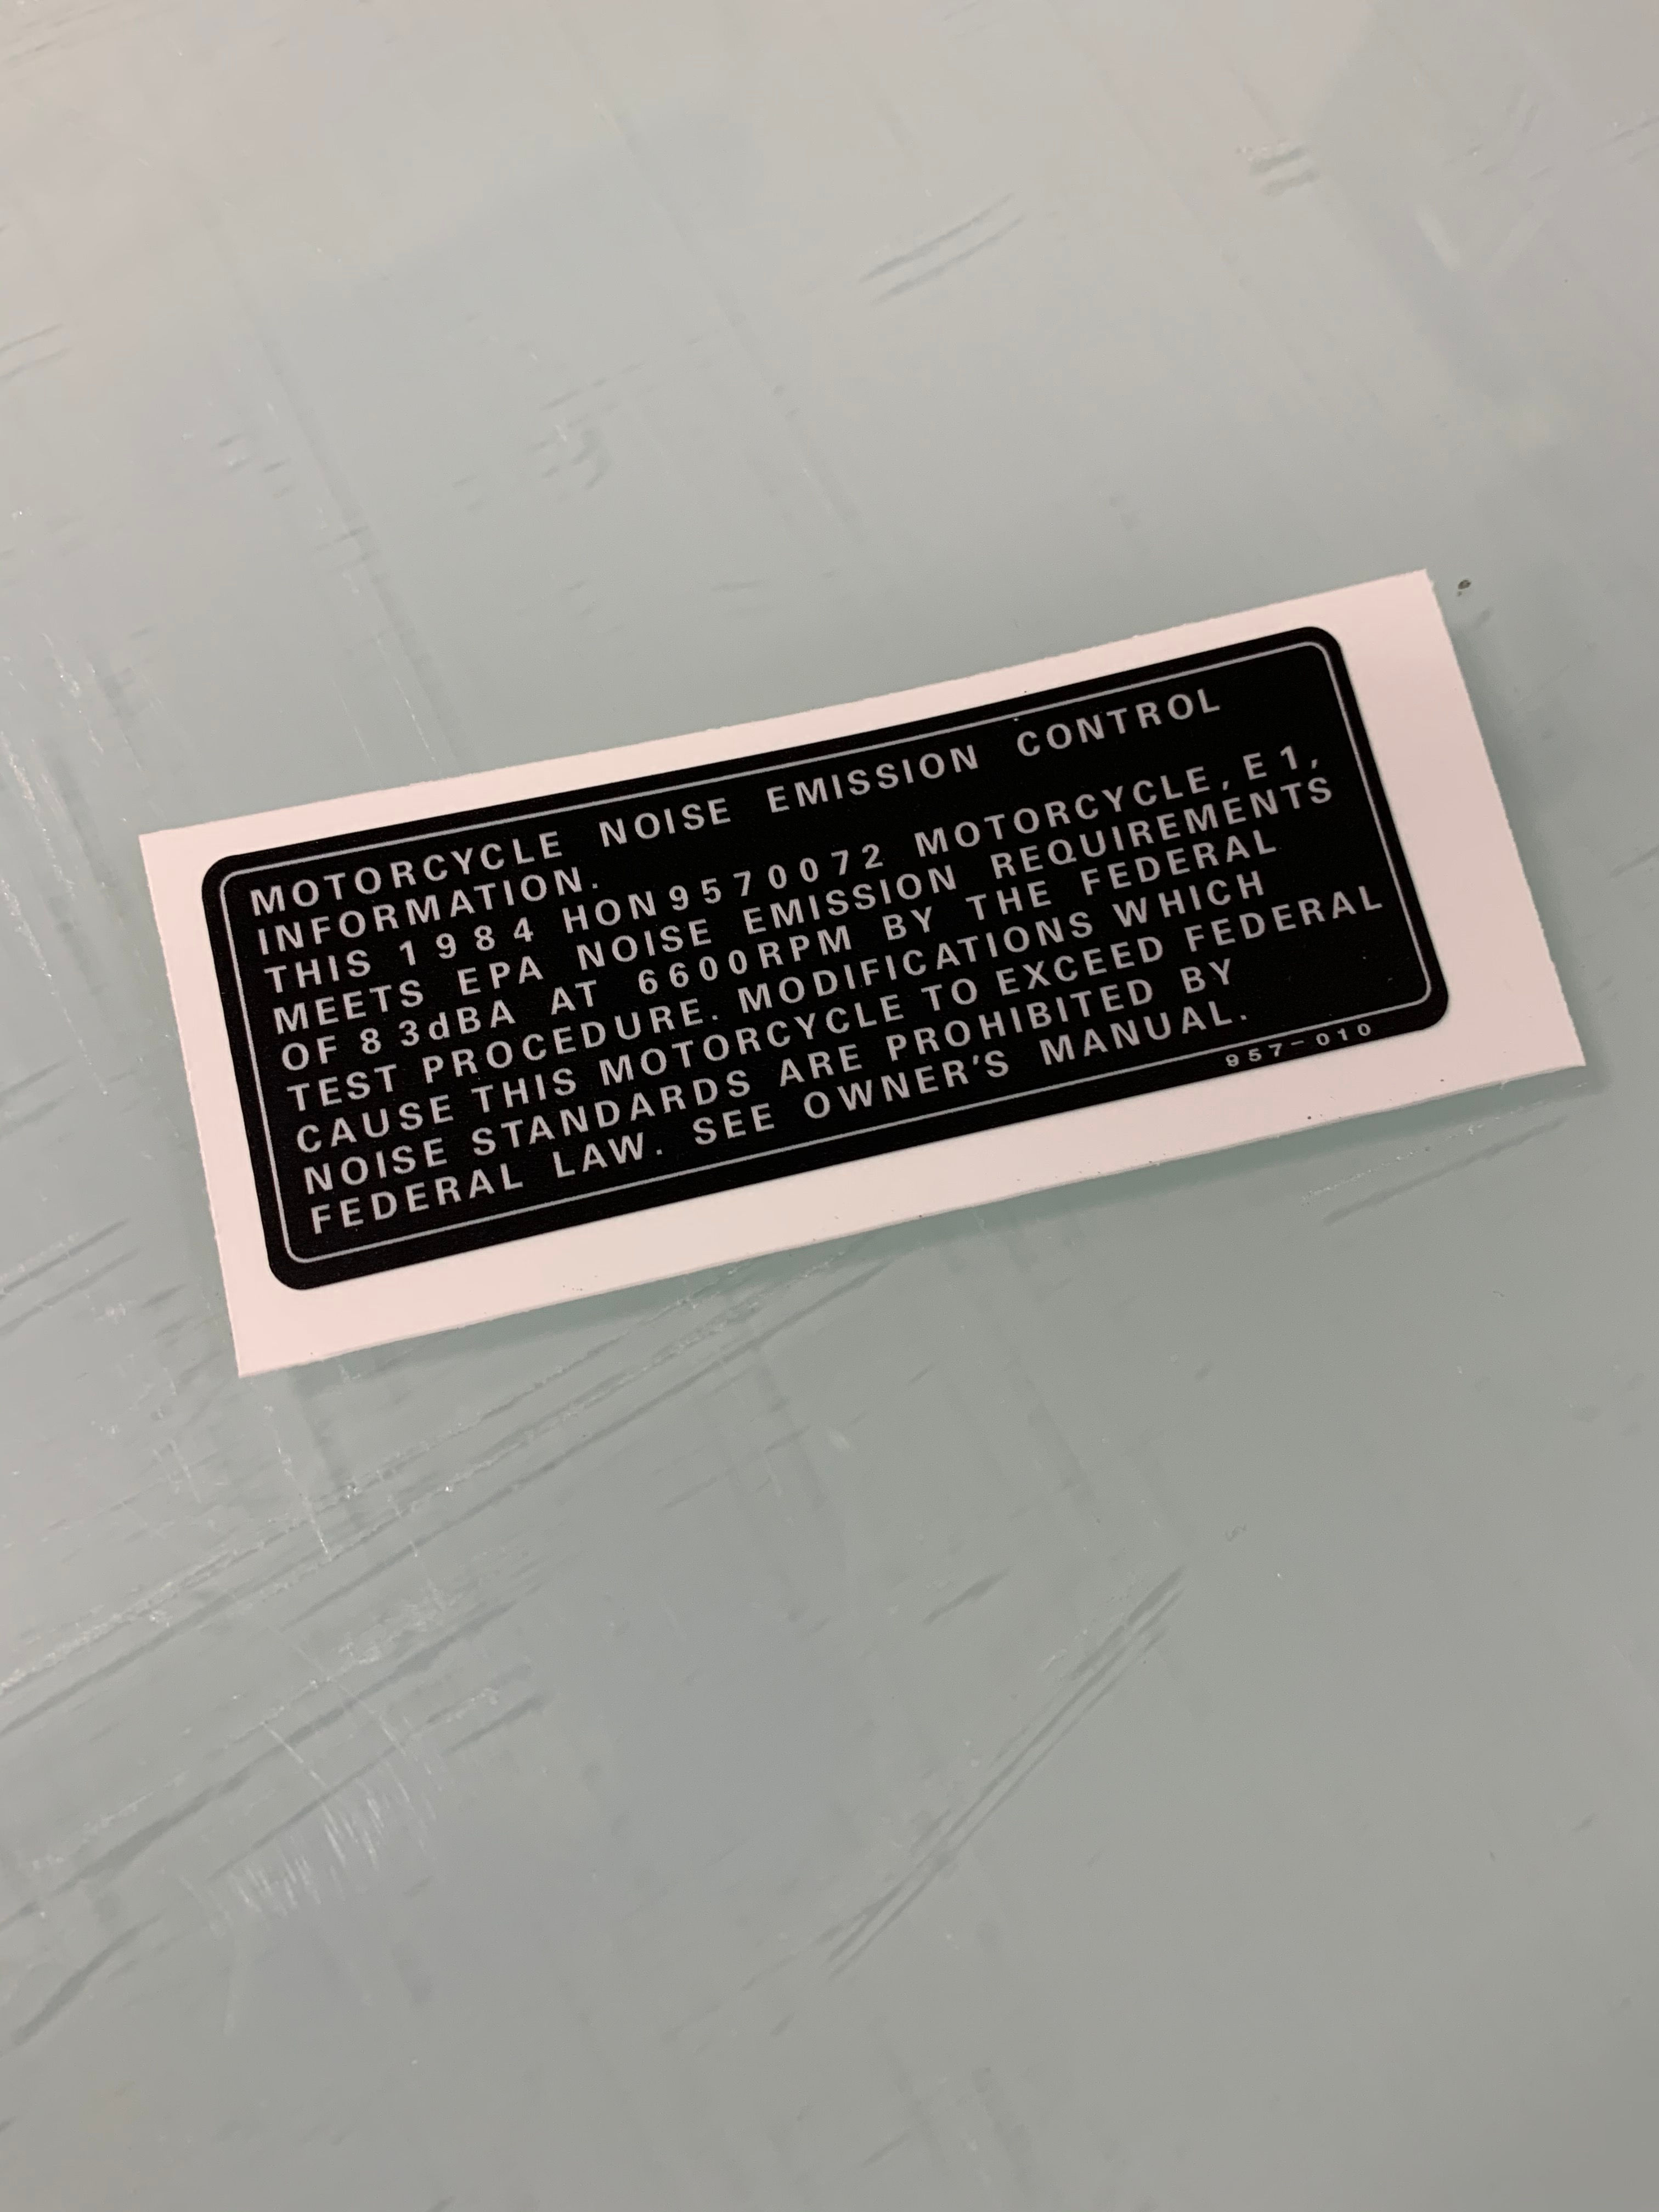 MOTORCYCLE NOISE EMISSION CONTROL
INFORMATION.
THIS 1984 HON9570072 MOTORCYCLE, E1,
MEETS EPA NOISE EMISSION REQUIREMENTS
OF 83dBA AT 6600RPM BY THE FEDERAL
TEST PROCEDURE. MODIFICATIONS WHICH
CAUSE THIS MOTORCYCLE TO EXCEED FEDERAL
NOISE STANDARDS ARE PROHIBITED BY
FEDERAL LAW. SEE OWNER'S MANUAL.
957-010